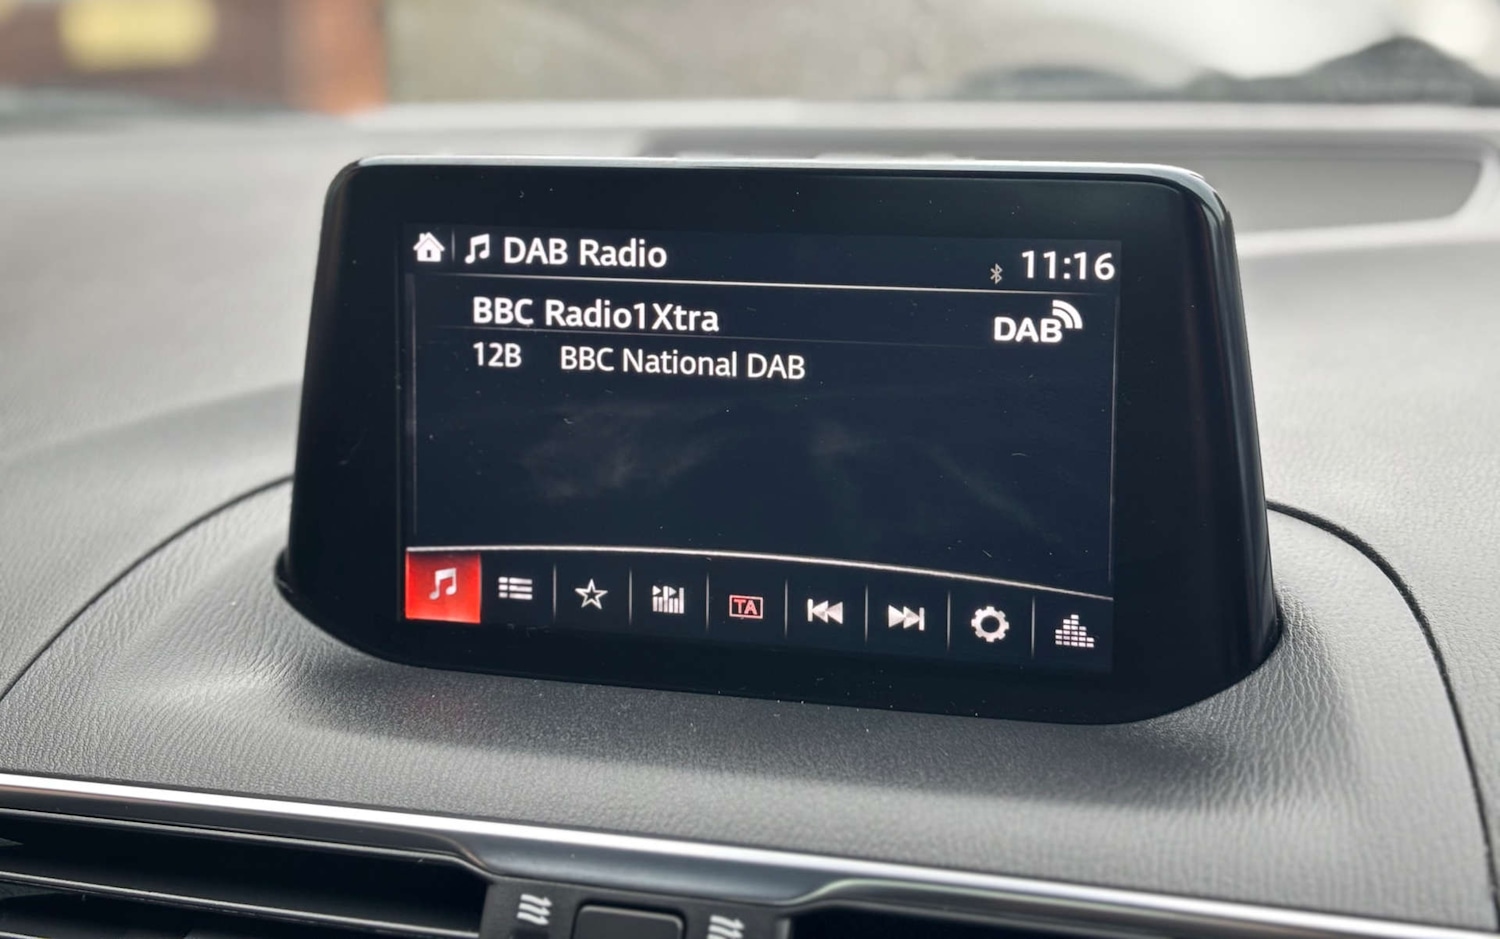 DAB Radio
11:16
BBC Radio1Xtra
DAB
12B BBC National DAB
TA